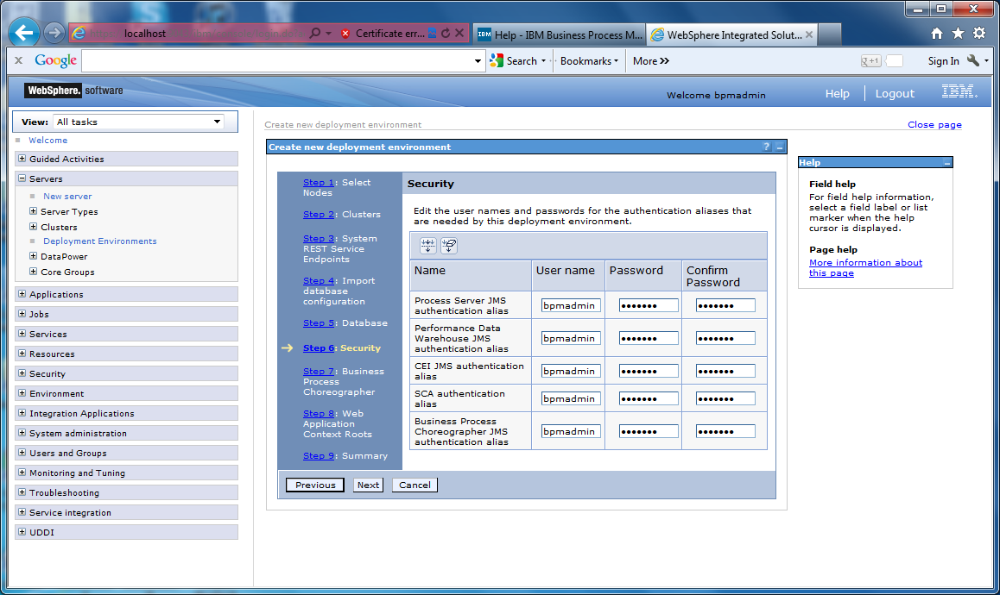 localhost
Certificate err...
IBM Help - IBM Business Process M...
WebSphere Integrated Solut...
x Google
Search
Bookmarks
More >>
g +1
Sign In
WebSphere. software
Welcome bpmadmin
Help
Logout
IBM.
View: All tasks
Welcome
Guided Activities
Servers
New server
Server Types
Clusters
Deployment Environments
DataPower
Core Groups
Applications
Jobs
Services
Resources
Security
Environment
Integration Applications
System administration
Users and Groups
Monitoring and Tuning
Troubleshooting
Service integration
UDDI
Create new deployment environment
Close page
Create new deployment environment
? _
Step 1: Select
Nodes
Step 2: Clusters
Step 3: System
REST Service
Endpoints
Step 4: Import
database
configuration
Step 5: Database
Step 6: Security
Step 7: Business
Process
Choreographer
Step 8: Web
Application
Context Roots
Step 9: Summary
Security
Edit the user names and passwords for the authentication aliases that
are needed by this deployment environment.
Name
User name
Password
Confirm
Password
Process Server JMS
authentication alias
bpmadmin
•••••••
•••••••
Performance Data
Warehouse JMS
authentication alias
bpmadmin
•••••••
•••••••
CEI JMS authentication
alias
bpmadmin
•••••••
•••••••
SCA authentication
alias
bpmadmin
•••••••
•••••••
Business Process
Choreographer JMS
authentication alias
bpmadmin
•••••••
•••••••
Previous
Next
Cancel
Help
Field help
For field help information,
select a field label or list
marker when the help
cursor is displayed.
Page help
More information about
this page